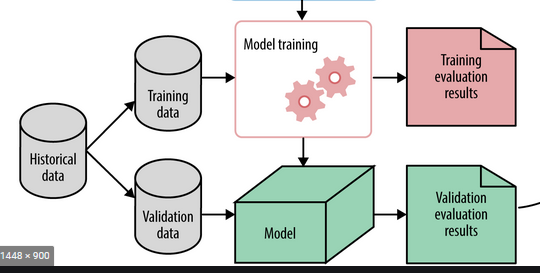 Model training
Training
evaluation
results
Training
data
Historical
data
Validation
data
Model
Validation
evaluation
results
1448 × 900